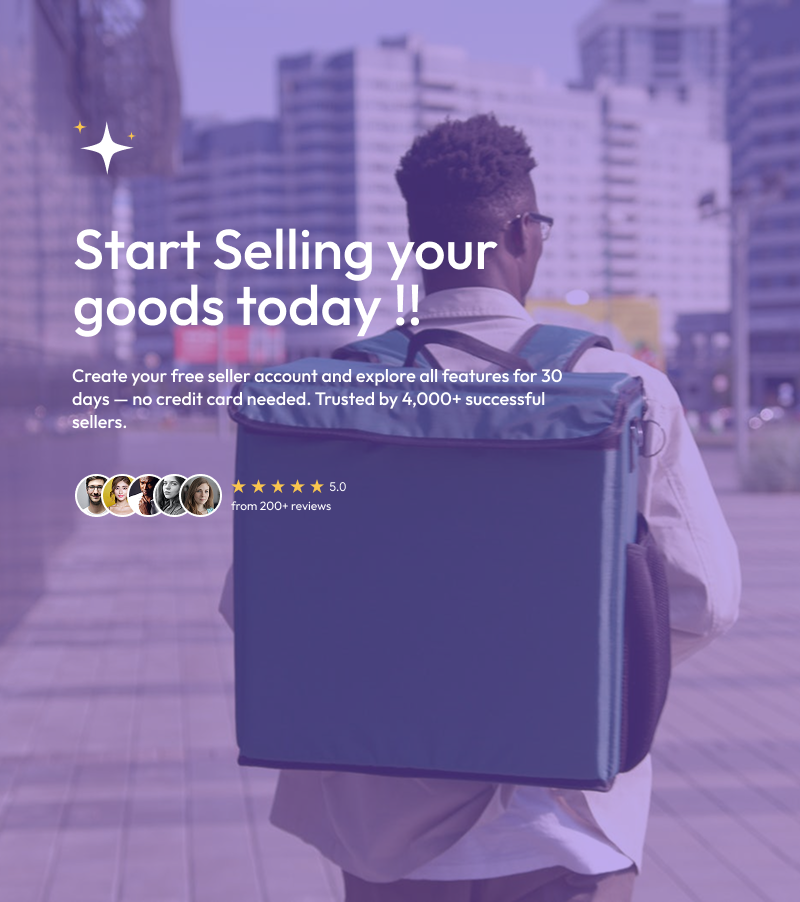 Start Selling your
goods today !!
Create your free seller account and explore all features for 30
days — no credit card needed. Trusted by 4,000+ successful
sellers.
5.0
from 200+ reviews